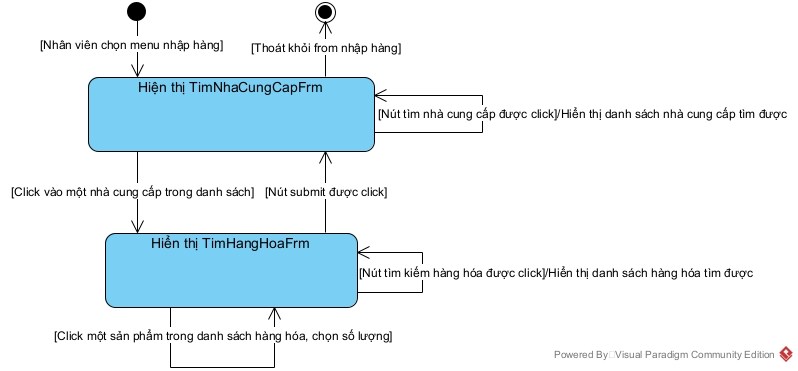 [Nhân viên chọn menu nhập hàng]
[Thoát khỏi from nhập hàng]
Hiện thị TimNhaCungCapFrm
[Nút tìm nhà cung cấp được click]/Hiển thị danh sách nhà cung cấp tìm được
[Click vào một nhà cung cấp trong danh sách]
[Nút submit được click]
Hiển thị TimHangHoaFrm
[Nút tìm kiếm hàng hóa được click]/Hiển thị danh sách hàng hóa tìm được
[Click một sản phẩm trong danh sách hàng hóa, chọn số lượng]
Powered By Visual Paradigm Community Edition